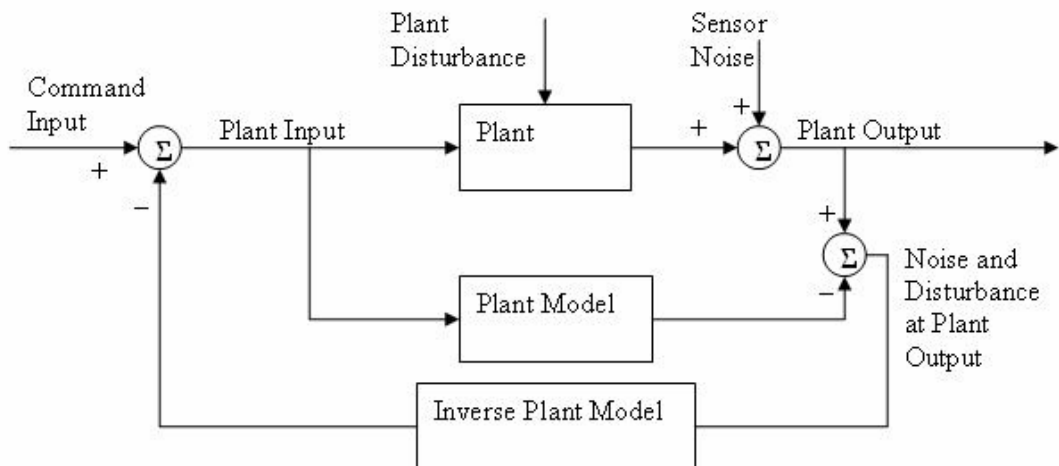 Plant
Disturbance
Sensor
Noise
Command
Input
+
Σ
−
Plant Input
Plant
+
+
Σ
Plant Output
+
Σ
−
Noise and
Disturbance
at Plant
Output
Plant Model
Inverse Plant Model